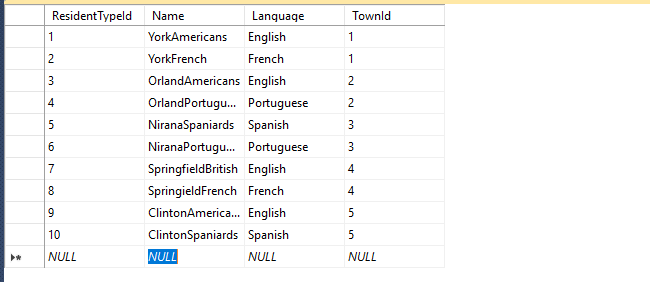 ResidentTypeId Name Language TownId
1 YorkAmericans English 1
2 YorkFrench French 1
3 OrlandAmericans English 2
4 OrlandPortugu... Portuguese 2
5 NiranaSpaniards Spanish 3
6 NiranaPortugu... Portuguese 3
7 SpringfieldBritish English 4
8 SpringieldFrench French 4
9 ClintonAmerica... English 5
10 ClintonSpaniards Spanish 5
NULL NULL NULL NULL